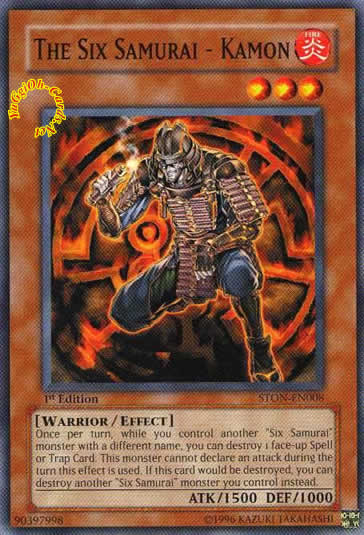 THE SIX SAMURAI - KAMON
FIRE
炎
YuGgiOh-Cards.Net
1st Edition
STON-EN008
[WARRIOR / EFFECT]
Once per turn, while you control another "Six Samurai"
monster with a different name, you can destroy 1 face-up Spell
or Trap Card. This monster cannot declare an attack during the
turn this effect is used. If this card would be destroyed, you can
destroy another "Six Samurai" monster you control instead.
ATK/1500 DEF/1000
90397998
©1996 KAZUKI TAKAHASHI